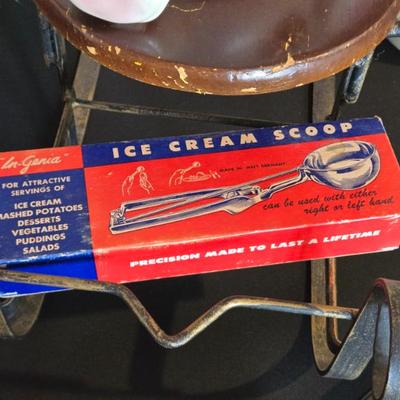 In-Genia
FOR ATTRACTIVE
SERVINGS OF
ICE CREAM
MASHED POTATOES
DESSERTS
VEGETABLES
PUDDINGS
SALADS
ICE CREAM SCOOP
MADE IN WEST GERMANY
can be used with either
right or left hand
PRECISION MADE TO LAST A LIFETIME